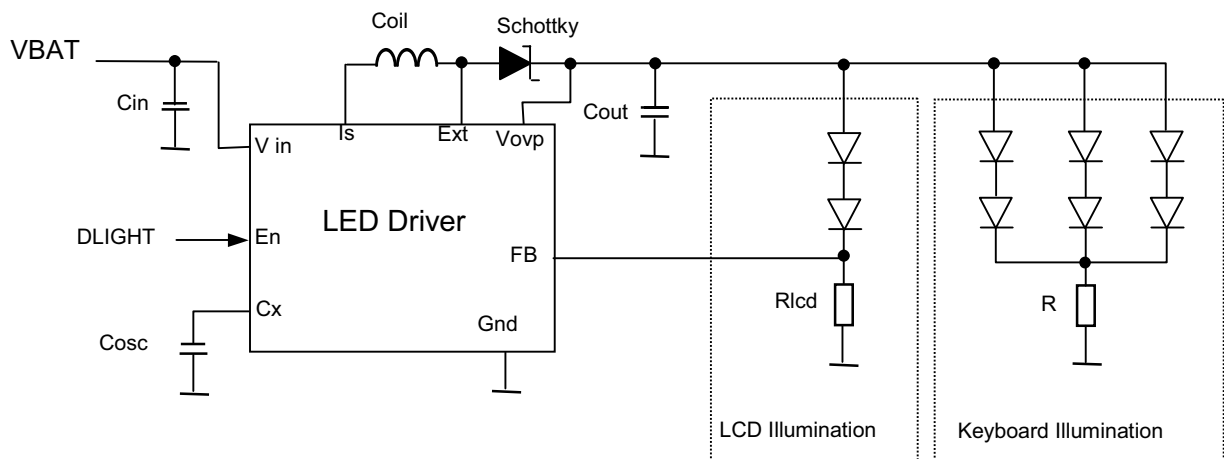 Coil
Schottky
VBAT
Cin
Cout
Is
Ext
Vovp
V in
LED Driver
DLIGHT
En
FB
Rlcd
R
Cx
Gnd
Cosc
LCD Illumination
Keyboard Illumination